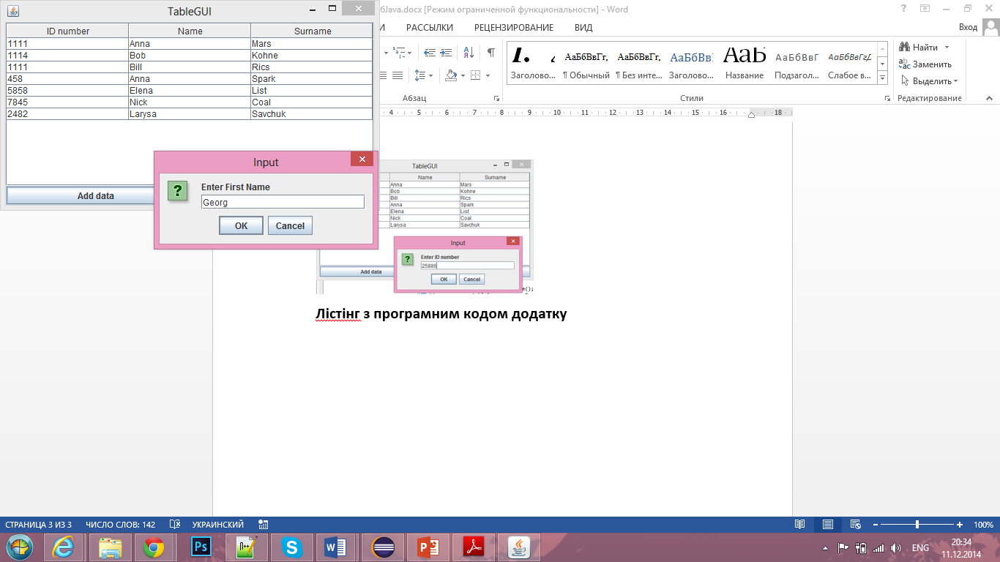 TableGUI
ID number Name Surname
1111 Anna Mars
1114 Bob Kohne
1111 Bill Rics
458 Anna Spark
5858 Elena List
7845 Nick Coal
2482 Larysa Savchuk
Add data
Input
Enter First Name
Georg
OK Cancel
бJava.docx [Режим ограниченной функциональности] - Word
И РАССЫЛКИ РЕЦЕНЗИРОВАНИЕ ВИД
Вход
1. АаБбВвГг, АаБбВвГг, АаБбВв АаБ АаБбВвГ АаБбВвГг
Заголово... ¶ Обычный ¶ Без инте... Заголово... Название Подзагол... Слабое в...
Найти
Заменить
Выделить
Абзац Стили Редактирование
4 5 6 7 8 9 10 11 12 13 14 15 16 18
TableGUI
Name Surname
Anna Mars
Bob Kohne
Bill Rics
Anna Spark
Elena List
Nick Coal
Larysa Savchuk
Input
Enter ID number
25886
OK Cancel
Add data
e();
Лістінг з програмним кодом додатку
СТРАНИЦА 3 ИЗ 3 ЧИСЛО СЛОВ: 142 УКРАИНСКИЙ 100%
ENG 20:34
11.12.2014